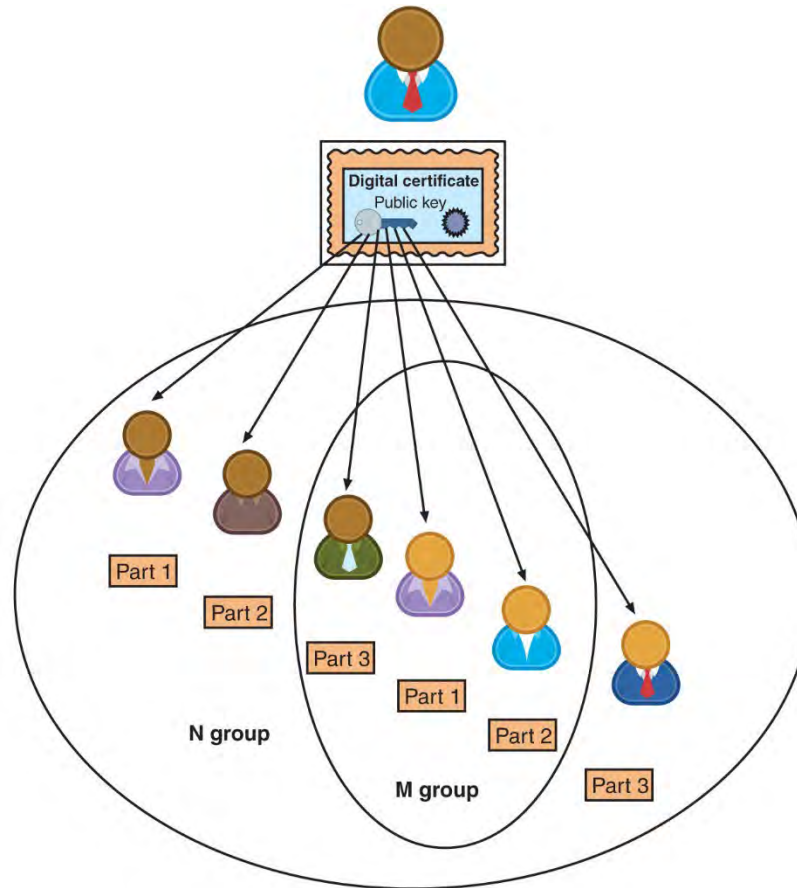 Digital certificate
Public key
Part 1
Part 2
Part 3
Part 1
Part 2
Part 3
N group
M group